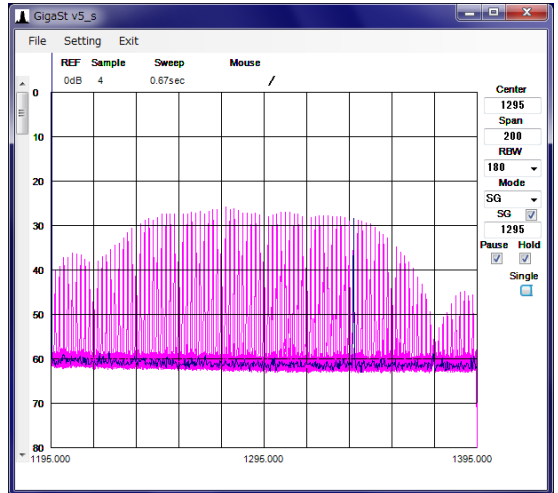 GigaSt v5_s
File Setting Exit
REF Sample Sweep Mouse
0dB 4 0.67sec /
0
10
20
30
40
50
60
70
80
1195.000 1295.000 1395.000
Center
1295
Span
200
RBW
180
Mode
SG
SG
1295
Pause Hold
Single